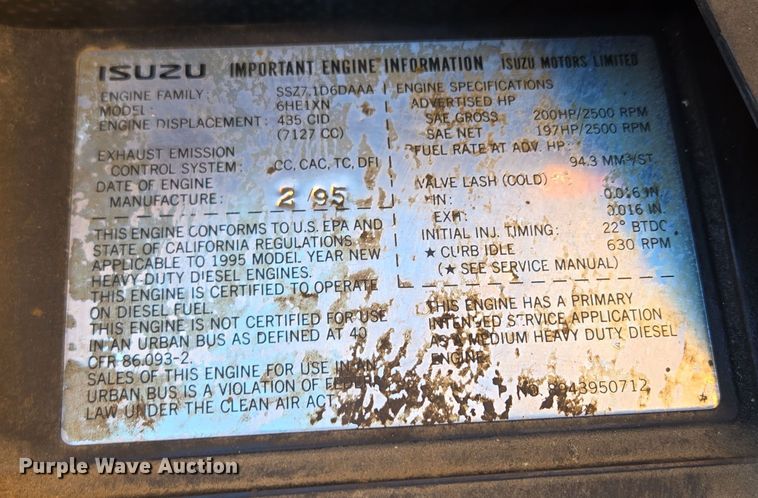 ISUZU IMPORTANT ENGINE INFORMATION ISUZU MOTORS LIMITED
ENGINE FAMILY: SSZ7.1D6DAAA
MODEL: 6HE1XN
ENGINE DISPLACEMENT: 435 CID
(7127 CC)
EXHAUST EMISSION
CONTROL SYSTEM: CC, CAC, TC, DFI
DATE OF ENGINE
MANUFACTURE: 2/95
THIS ENGINE CONFORMS TO U.S. EPA AND
STATE OF CALIFORNIA REGULATIONS
APPLICABLE TO 1995 MODEL YEAR NEW
HEAVY-DUTY DIESEL ENGINES.
THIS ENGINE IS CERTIFIED TO OPERATE
ON DIESEL FUEL.
THIS ENGINE IS NOT CERTIFIED FOR USE
IN AN URBAN BUS AS DEFINED AT 40
CFR 86.093-2.
SALES OF THIS ENGINE FOR USE IN AN
URBAN BUS IS A VIOLATION OF FEDERAL
LAW UNDER THE CLEAN AIR ACT
ENGINE SPECIFICATIONS
ADVERTISED HP
SAE GROSS 200HP/2500 RPM
SAE NET 197HP/2500 RPM
FUEL RATE AT ADV. HP:
94.3 MM³/ST.
VALVE LASH (COLD)
IN: 0.016 IN.
EXH: 0.016 IN.
INITIAL INJ. TIMING: 22° BTDC
★ CURB IDLE 630 RPM
(★ SEE SERVICE MANUAL)
THIS ENGINE HAS A PRIMARY
INTENDED SERVICE APPLICATION
AS A MEDIUM HEAVY DUTY DIESEL
ENGINE
NO. 8943950712
Purple Wave Auction